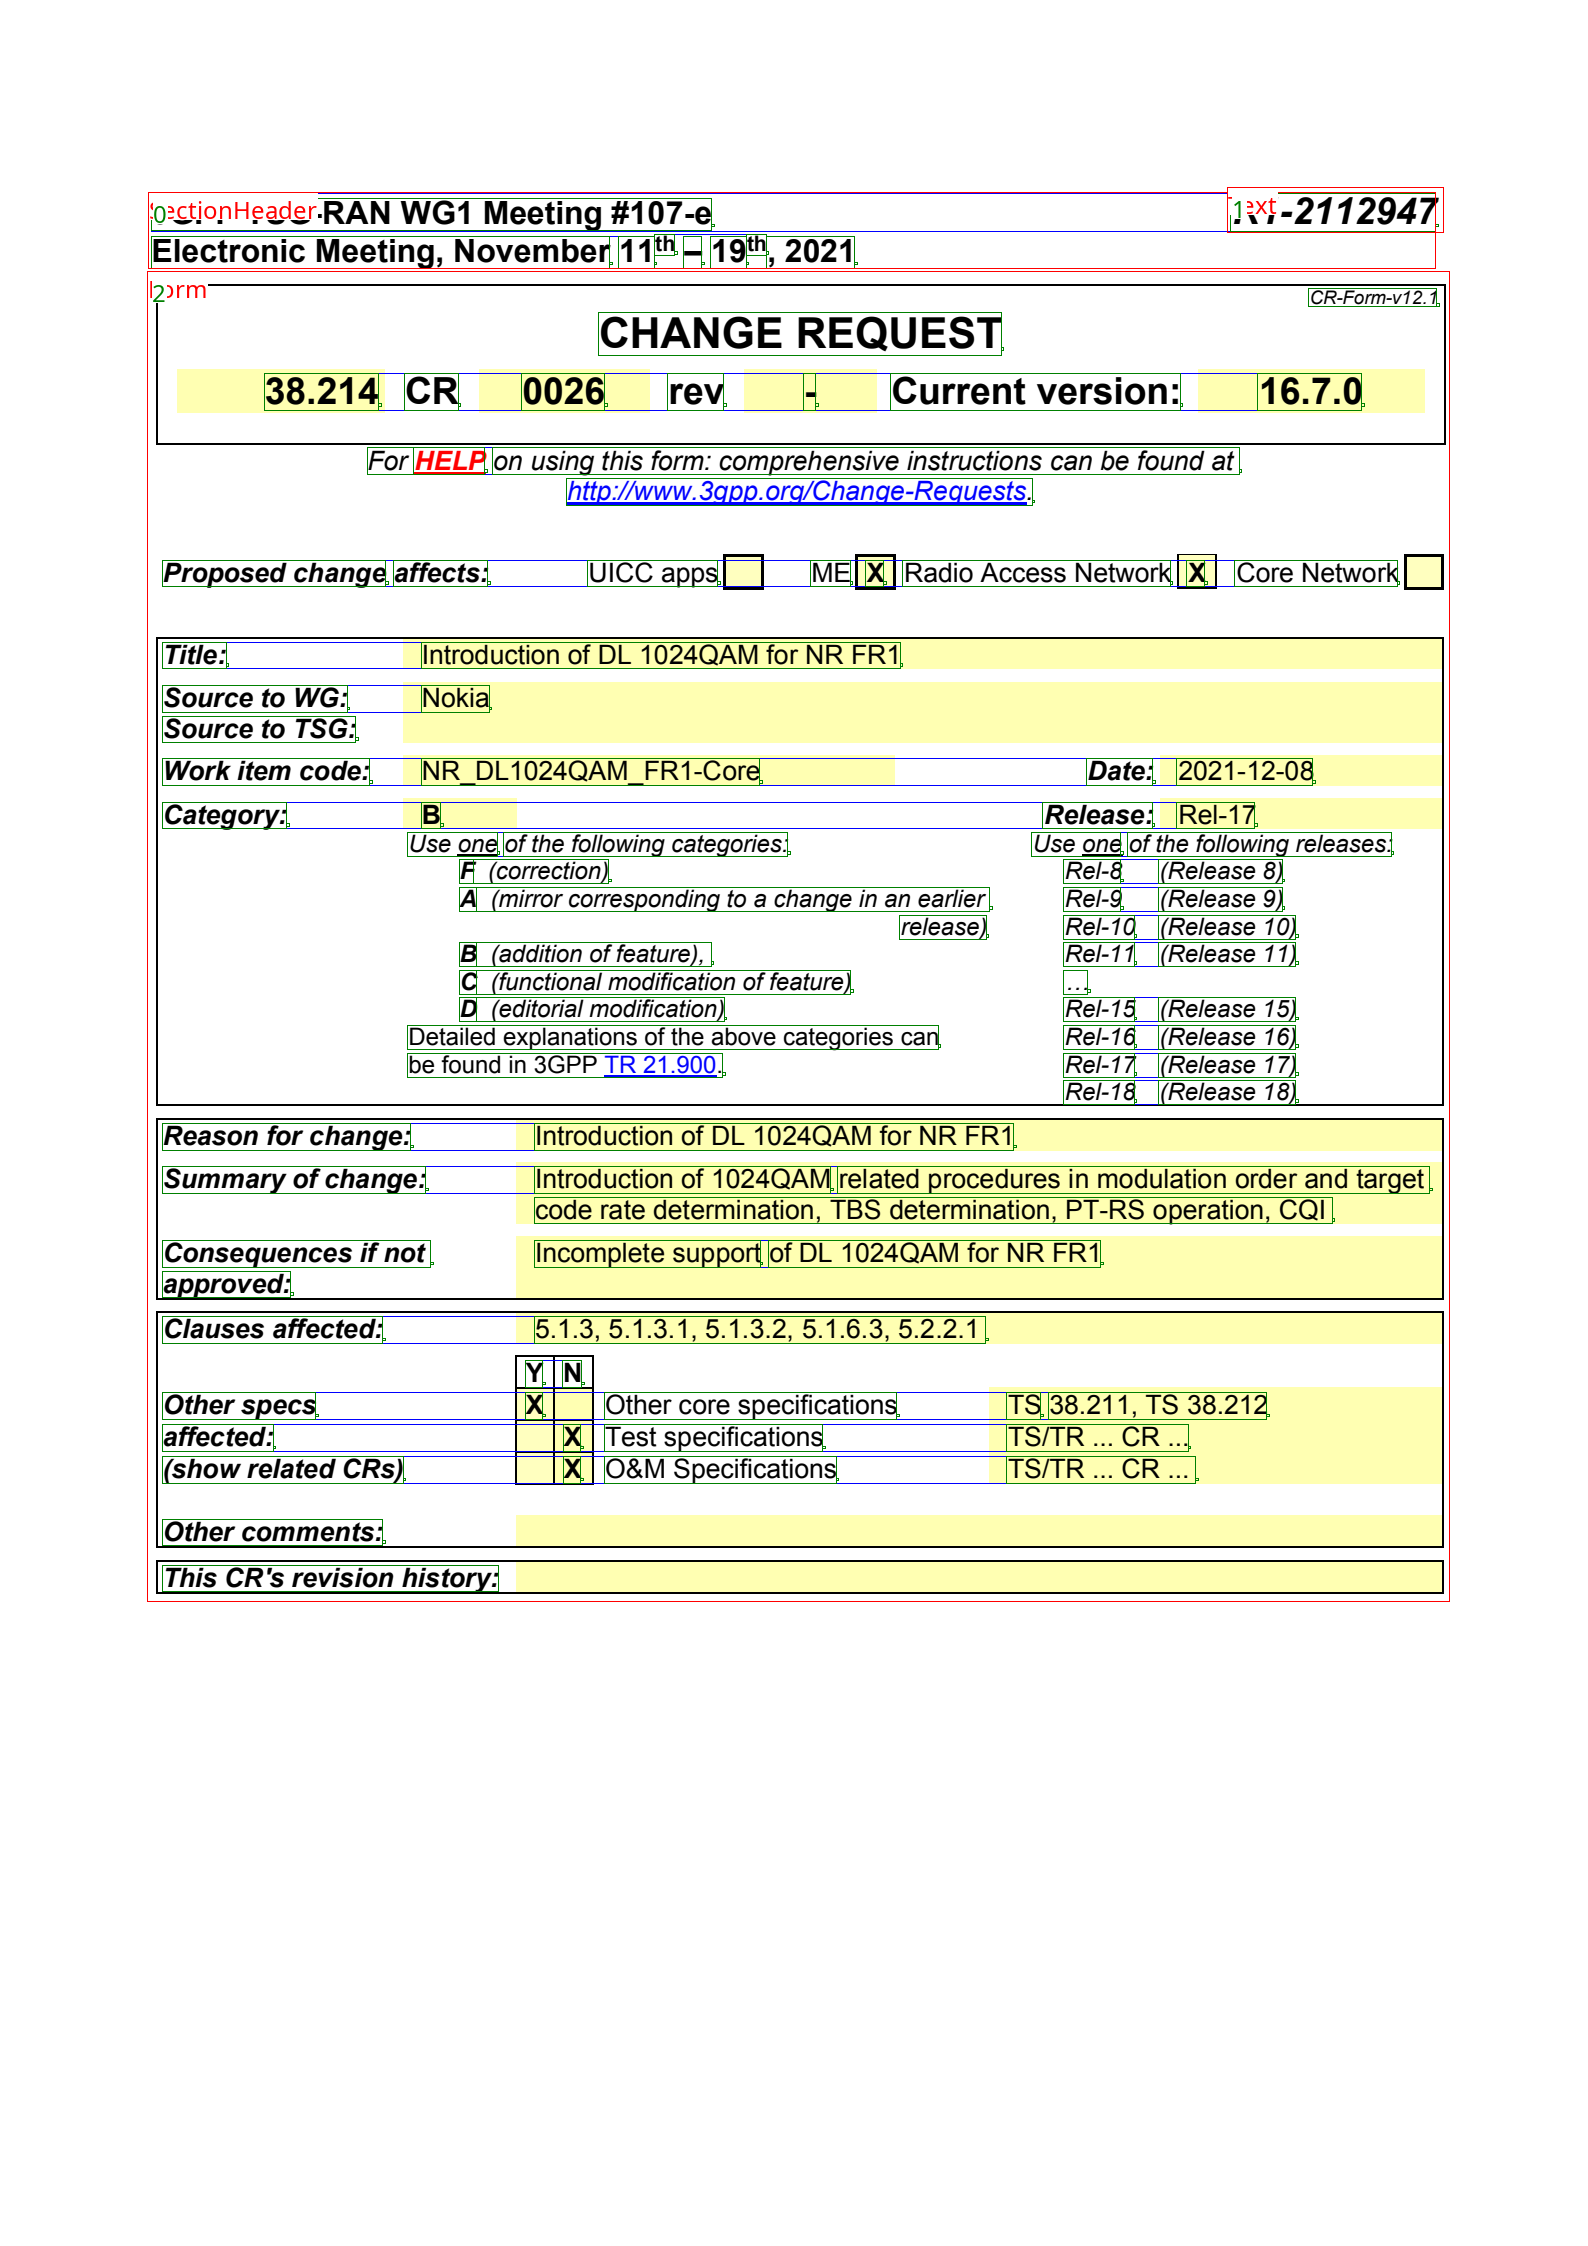 SectionHeader
0
-RAN WG1 Meeting #107-e
1
-2112947
Electronic Meeting, November 11th – 19th, 2021
2
CR-Form-v12.1
CHANGE REQUEST
38.214 CR 0026 rev - Current version: 16.7.0
For HELP on using this form: comprehensive instructions can be found at
http://www.3gpp.org/Change-Requests.
Proposed change affects: UICC apps ME X Radio Access Network X Core Network
Title: Introduction of DL 1024QAM for NR FR1
Source to WG: Nokia
Source to TSG:
Work item code: NR_DL1024QAM_FR1-Core Date: 2021-12-08
Category: B Release: Rel-17
Use one of the following categories: Use one of the following releases:
F (correction) Rel-8 (Release 8)
A (mirror corresponding to a change in an earlier Rel-9 (Release 9)
release) Rel-10 (Release 10)
B (addition of feature), Rel-11 (Release 11)
C (functional modification of feature) …
D (editorial modification) Rel-15 (Release 15)
Detailed explanations of the above categories can Rel-16 (Release 16)
be found in 3GPP TR 21.900. Rel-17 (Release 17)
Rel-18 (Release 18)
Reason for change: Introduction of DL 1024QAM for NR FR1
Summary of change: Introduction of 1024QAM related procedures in modulation order and target
code rate determination, TBS determination, PT-RS operation, CQI
Consequences if not Incomplete support of DL 1024QAM for NR FR1
approved:
Clauses affected: 5.1.3, 5.1.3.1, 5.1.3.2, 5.1.6.3, 5.2.2.1
Y N
Other specs X Other core specifications TS 38.211, TS 38.212
affected: X Test specifications TS/TR ... CR ...
(show related CRs) X O&M Specifications TS/TR ... CR ...
Other comments:
This CR's revision history: